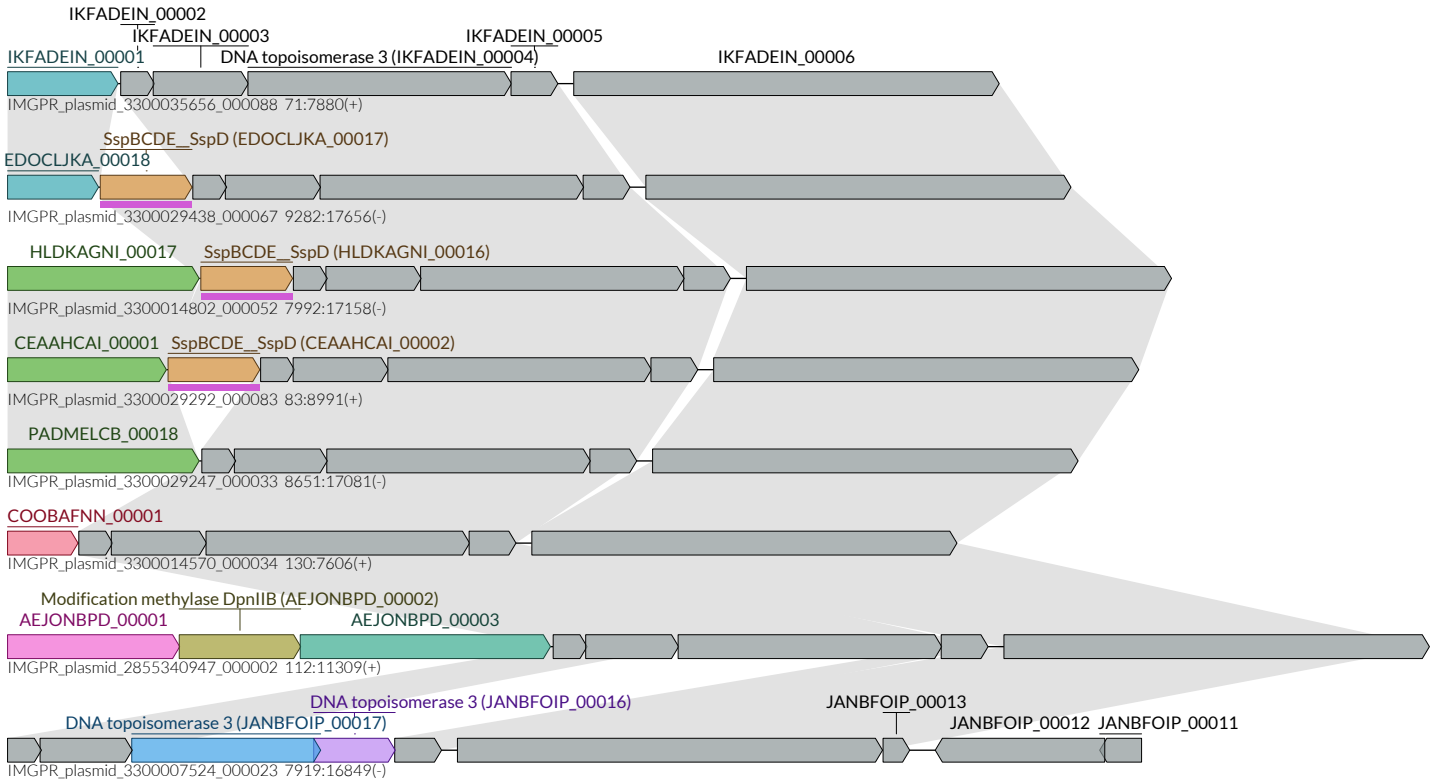 IKFADEIN_00002
IKFADEIN_00003 IKFADEIN_00005
IKFADEIN_00001 DNA topoisomerase 3 (IKFADEIN_00004) IKFADEIN_00006
IMGPR_plasmid_3300035656_000088 71:7880(+)
SspBCDE__SspD (EDOCLJKA_00017)
EDOCLJKA_00018
IMGPR_plasmid_3300029438_000067 9282:17656(-)
HLDKAGNI_00017 SspBCDE__SspD (HLDKAGNI_00016)
IMGPR_plasmid_3300014802_000052 7992:17158(-)
CEAAHCAI_00001 SspBCDE__SspD (CEAAHCAI_00002)
IMGPR_plasmid_3300029292_000083 83:8991(+)
PADMELCB_00018
IMGPR_plasmid_3300029247_000033 8651:17081(-)
COOBAFNN_00001
IMGPR_plasmid_3300014570_000034 130:7606(+)
Modification methylase DpnIIB (AEJONBPD_00002)
AEJONBPD_00001 AEJONBPD_00003
IMGPR_plasmid_2855340947_000002 112:11309(+)
DNA topoisomerase 3 (JANBFOIP_00016) JANBFOIP_00013
DNA topoisomerase 3 (JANBFOIP_00017) JANBFOIP_00012 JANBFOIP_00011
IMGPR_plasmid_3300007524_000023 7919:16849(-)